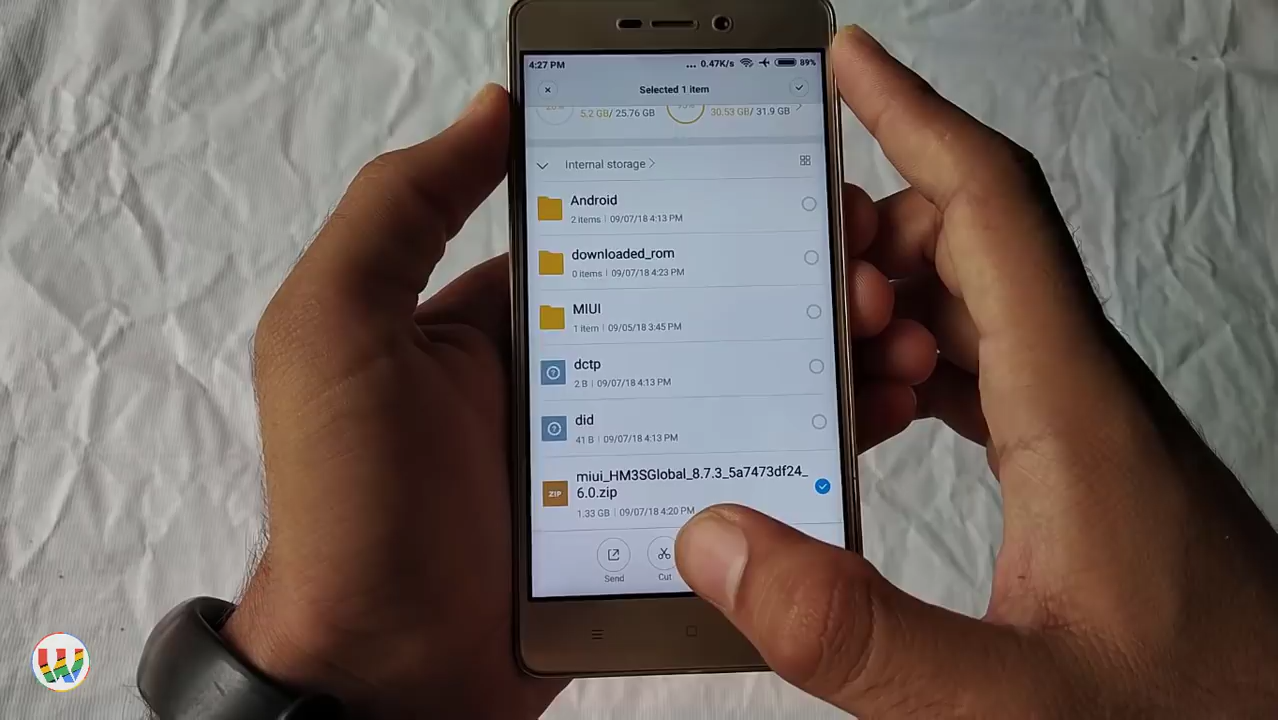 4:27 PM ... 0.47K/s 89%
Selected 1 item
5.2 GB/ 25.76 GB 30.53 GB/ 31.9 GB
Internal storage
Android
2 items | 09/07/18 4:13 PM
downloaded_rom
0 items | 09/07/18 4:23 PM
MIUI
1 item | 09/05/18 3:45 PM
dctp
2 B | 09/07/18 4:13 PM
did
41 B | 09/07/18 4:13 PM
ZIP
miui_HM3SGlobal_8.7.3_5a7473df24_
6.0.zip
1.33 GB | 09/07/18 4:20 PM
Send Cut
W